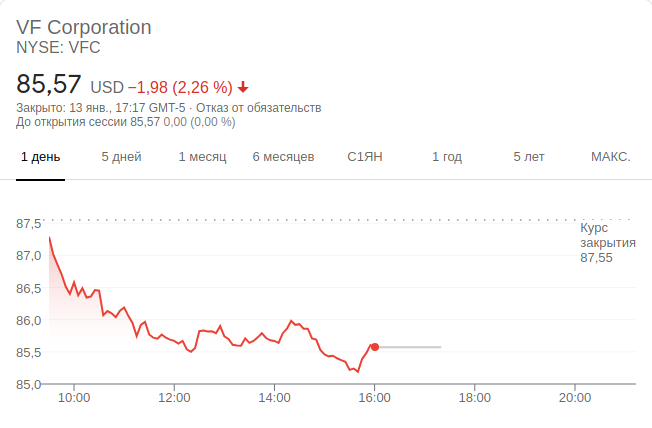 VF Corporation
NYSE: VFC
85,57 USD −1,98 (2,26 %)
Закрыто: 13 янв., 17:17 GMT-5 · Отказ от обязательств
До открытия сессии 85,57 0,00 (0,00 %)
1 день 5 дней 1 месяц 6 месяцев С1ЯН 1 год 5 лет МАКС.
87,5
Курс
закрытия
87,55
87,0
86,5
86,0
85,5
85,0
10:00 12:00 14:00 16:00 18:00 20:00